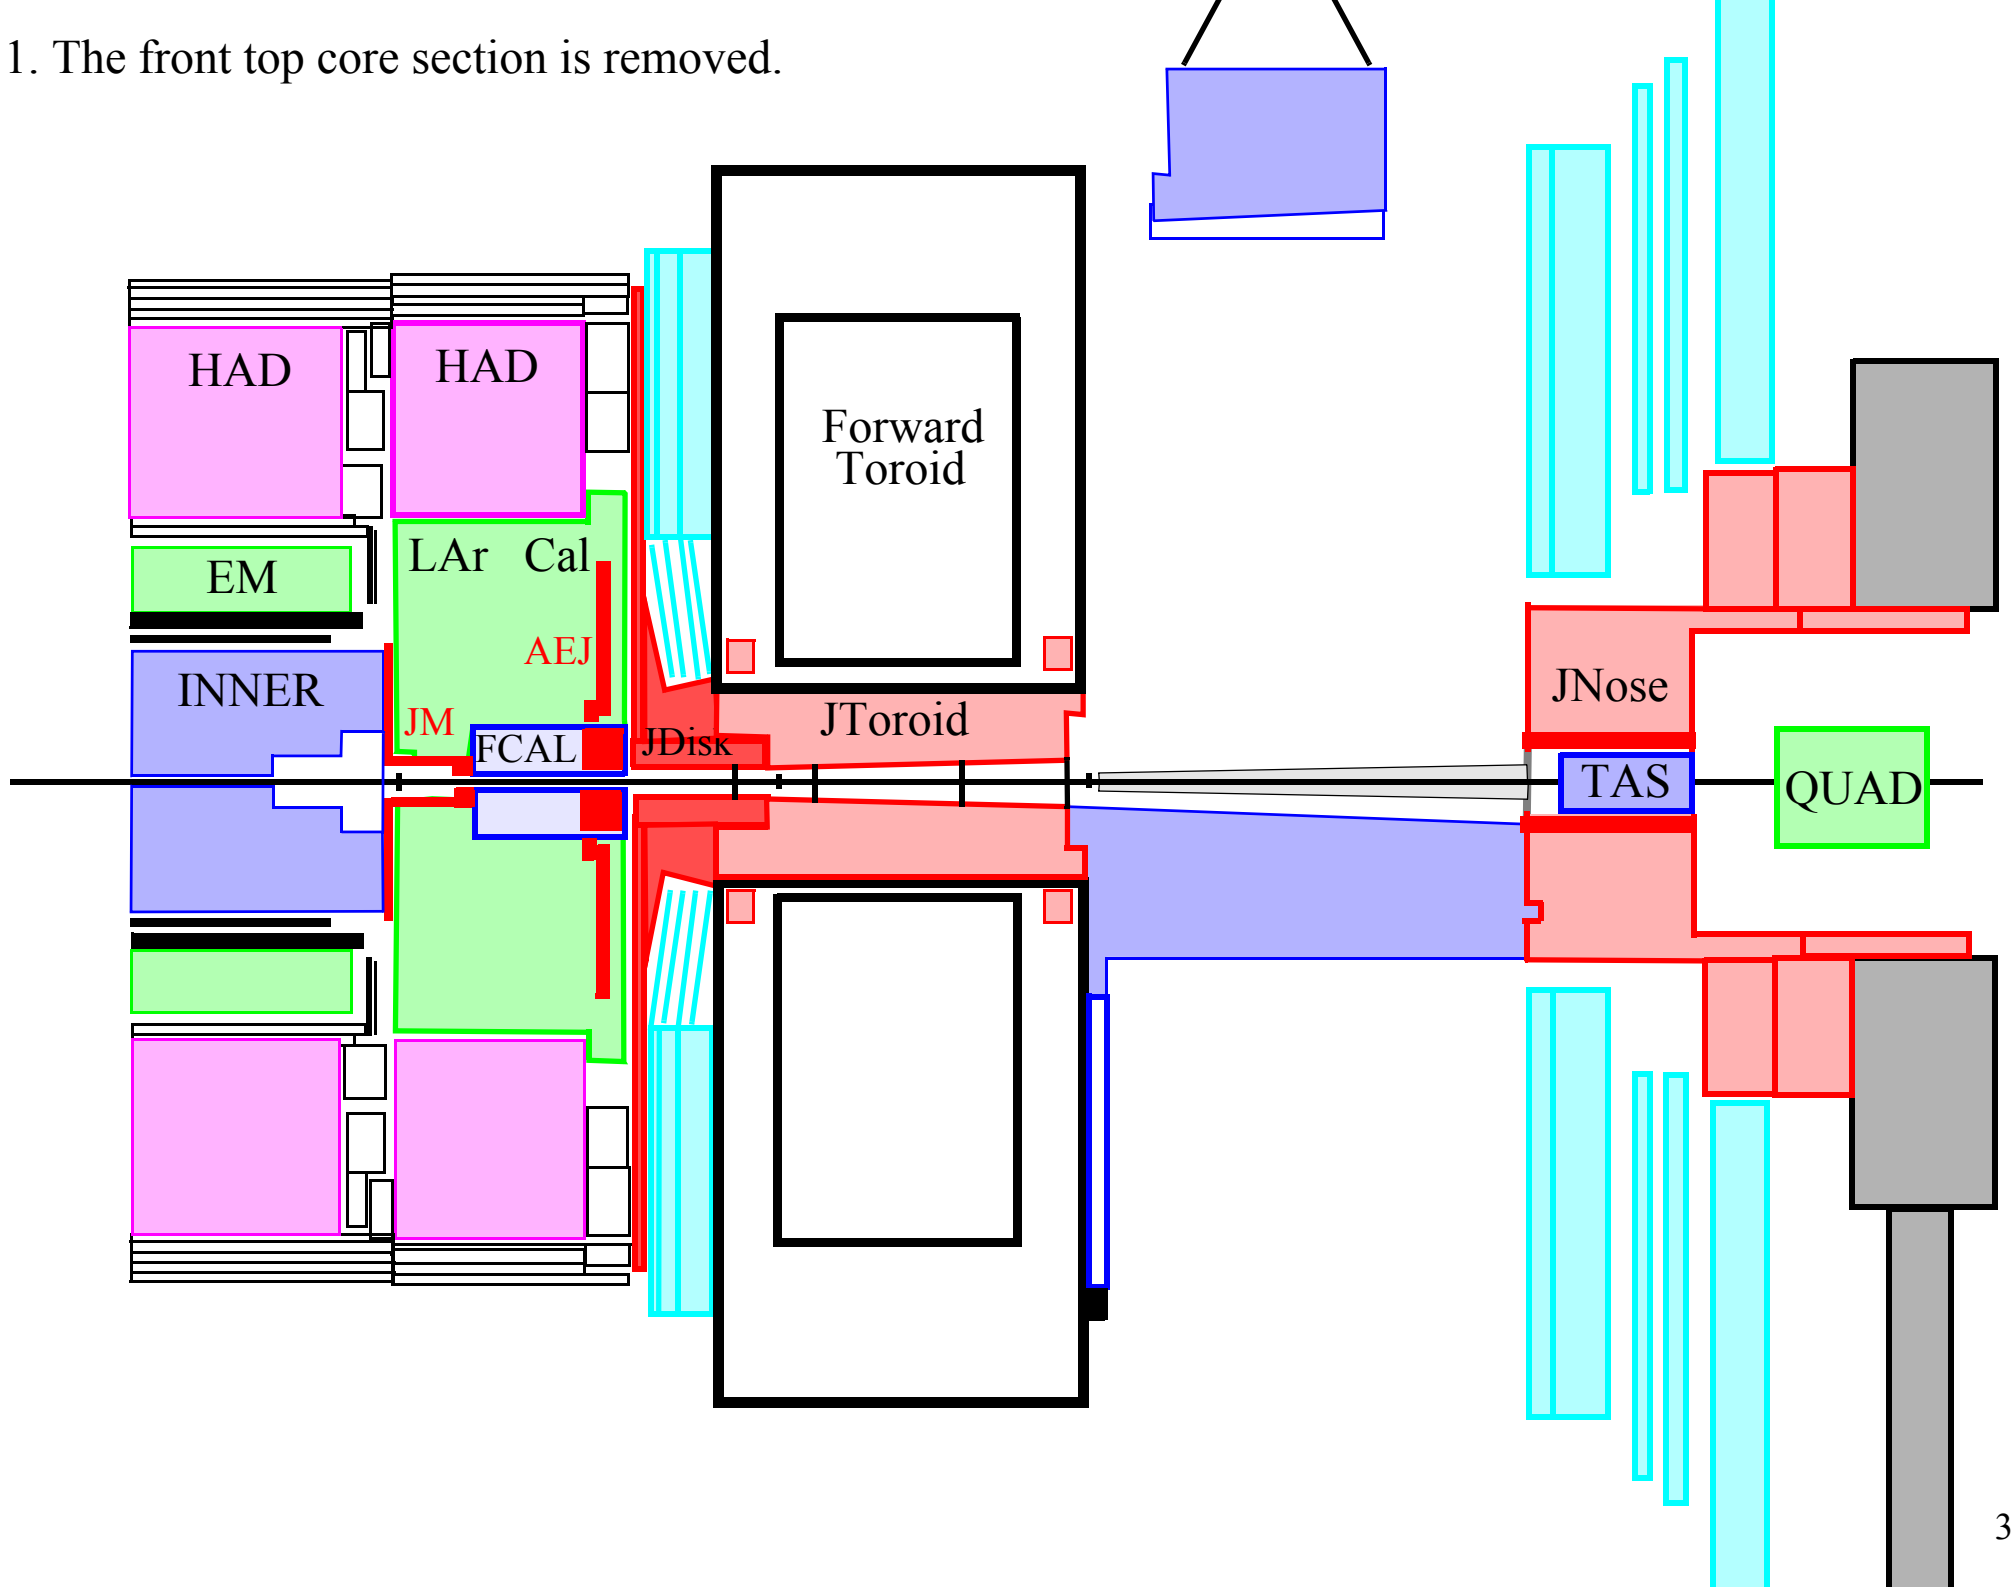 1. The front top core section is removed.
HAD
HAD
Forward
Toroid
LAr Cal
EM
AEJ
INNER
JM
JNose
JToroid
FCAL
JDisk
TAS
QUAD
3